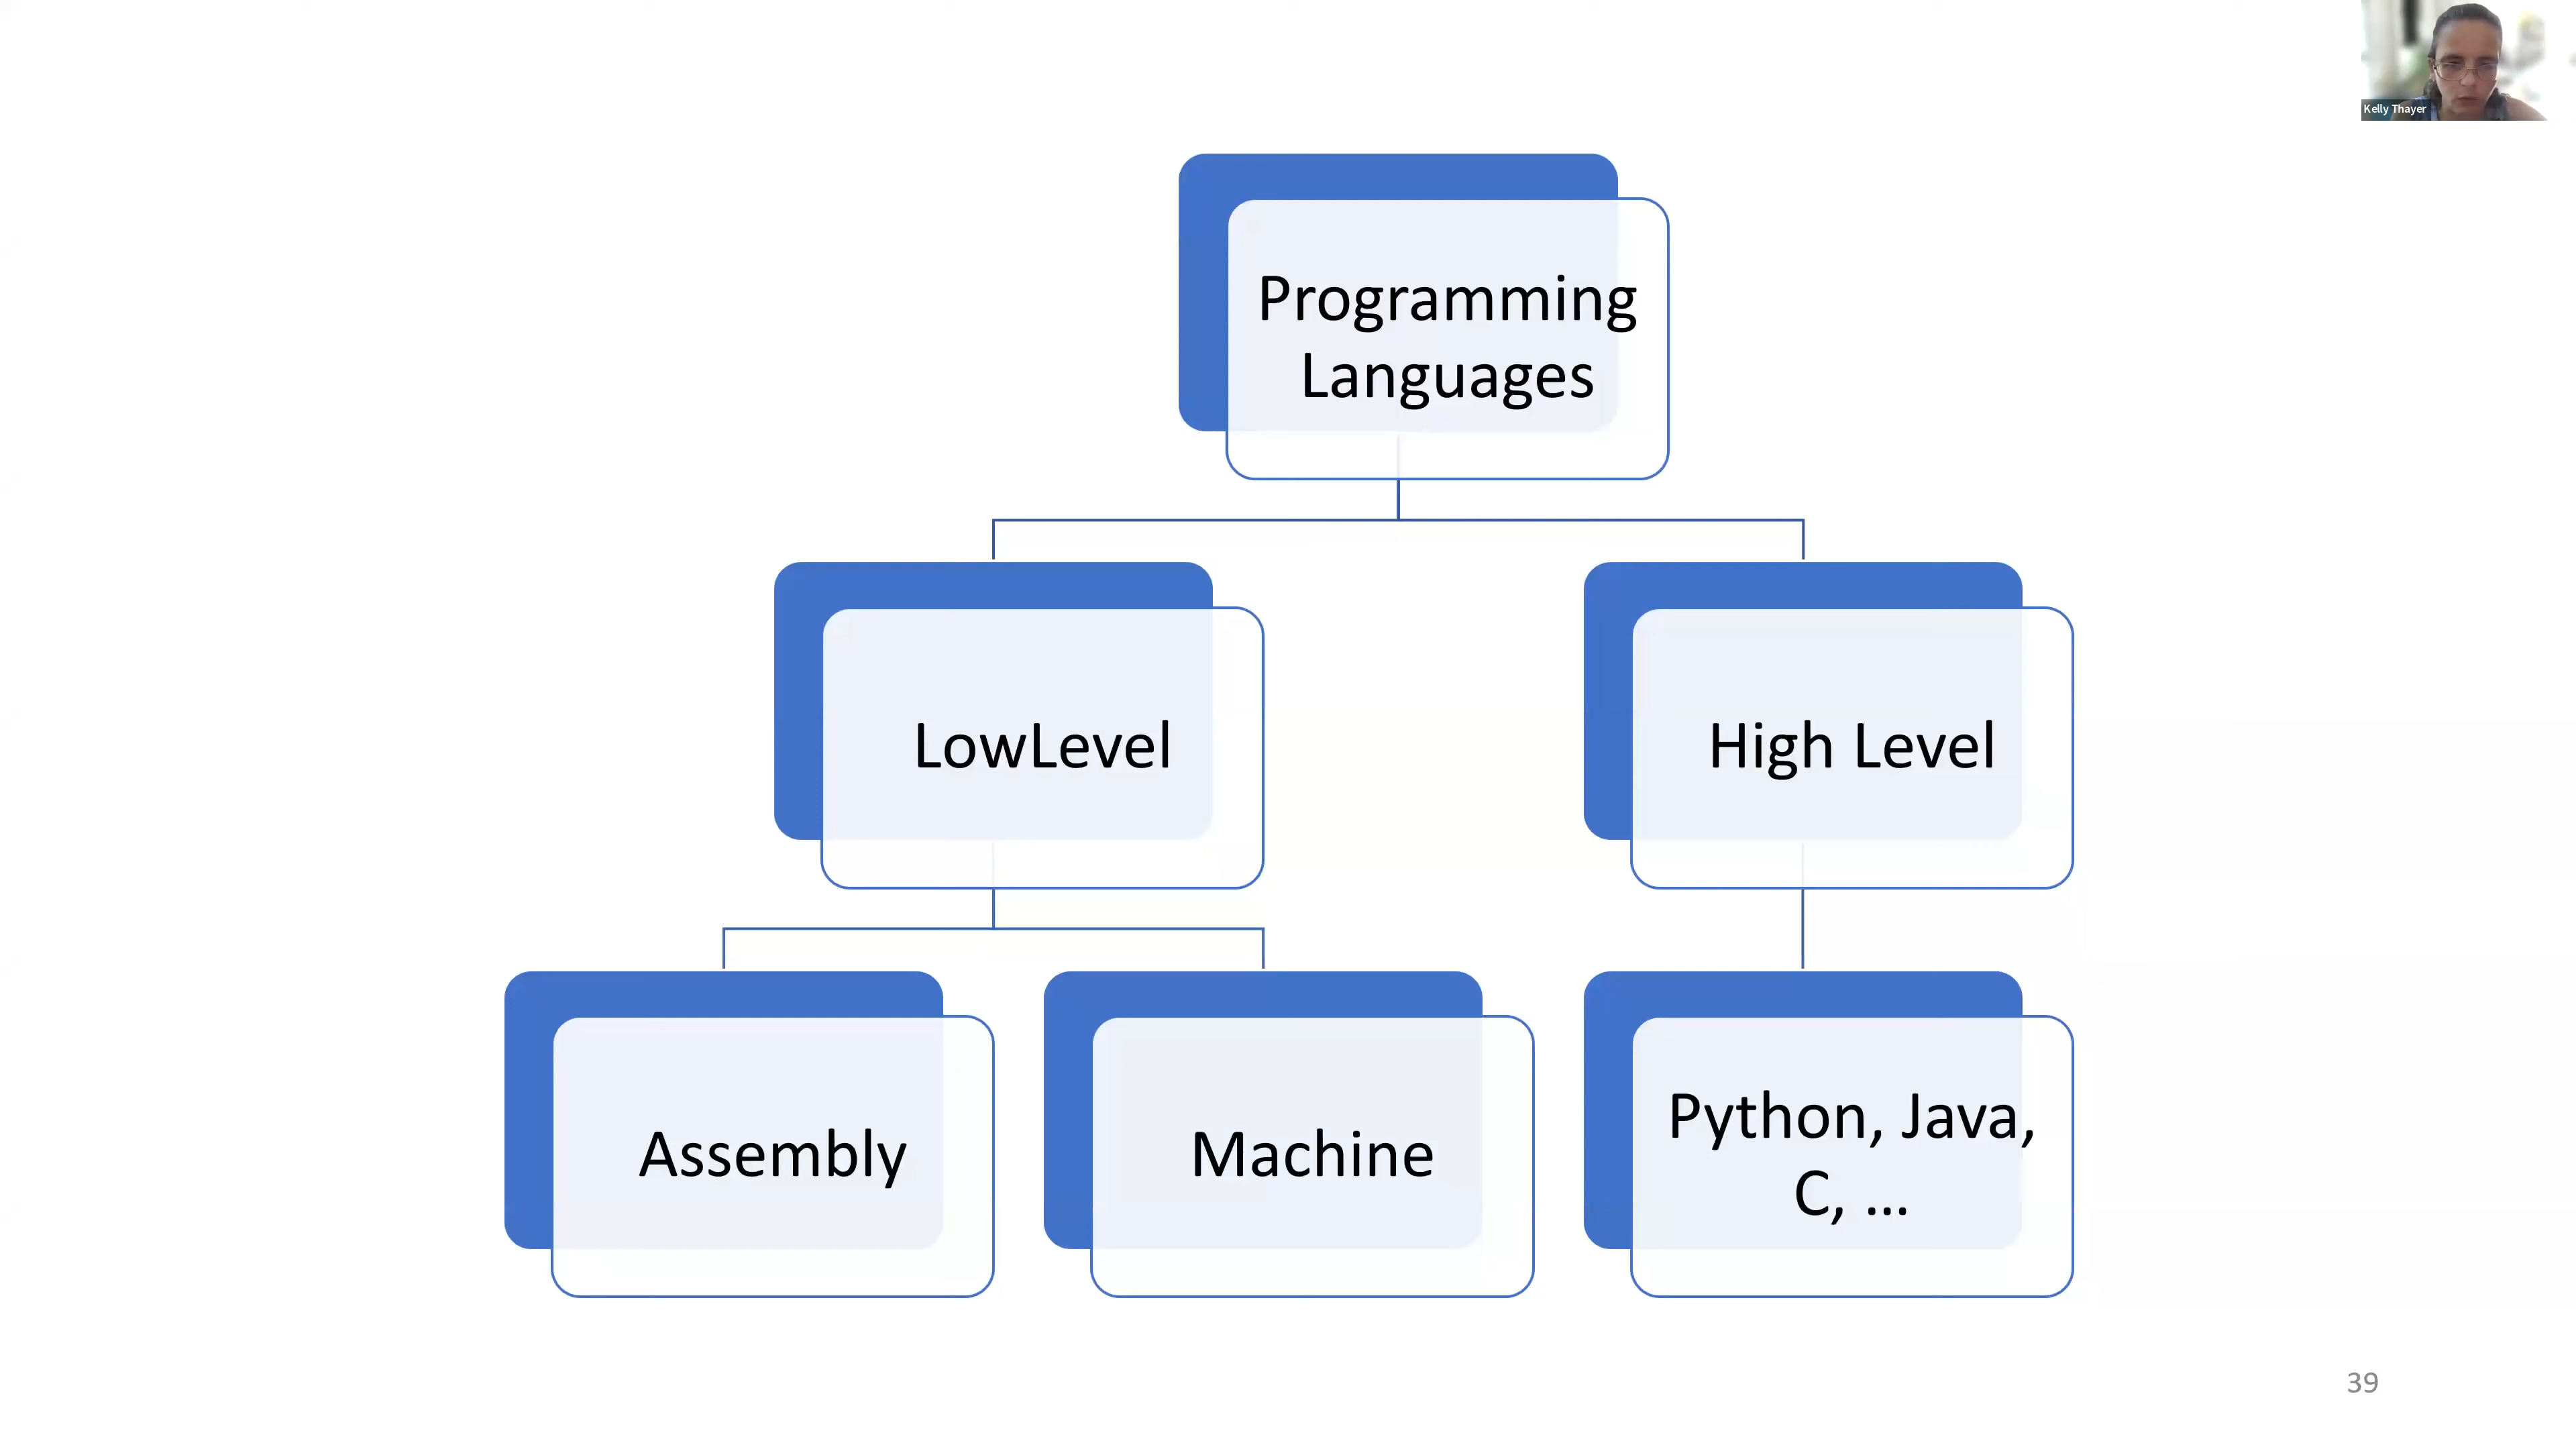 Kelly Thayer
Programming
Languages
LowLevel
High Level
Assembly
Machine
Python, Java,
C, ...
39